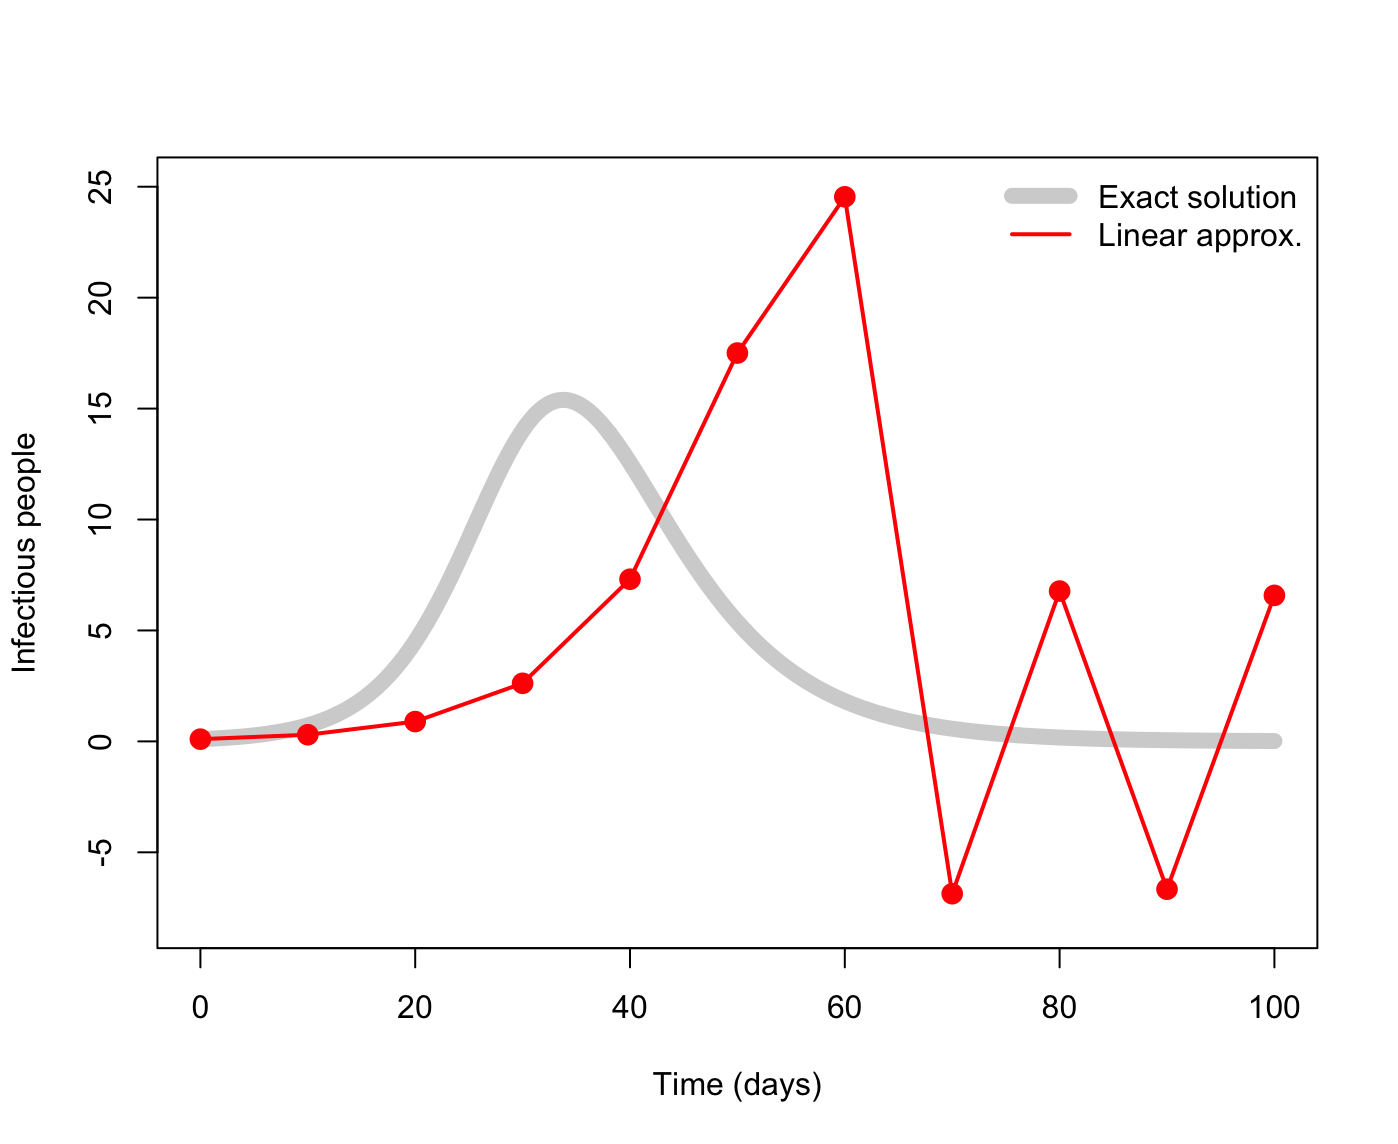 25
20
15
10
5
0
-5
Infectious people
Exact solution
Linear approx.
0 20 40 60 80 100
Time (days)